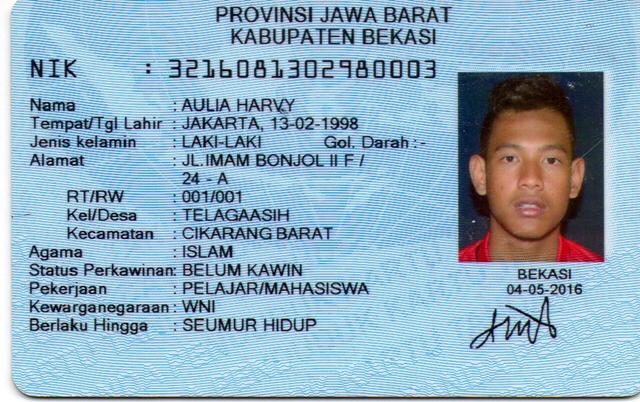 PROVINSI JAWA BARAT
KABUPATEN BEKASI
NIK : 3216081302980003
Nama : AULIA HARVY
Tempat/Tgl Lahir : JAKARTA, 13-02-1998
Jenis kelamin : LAKI-LAKI Gol. Darah :-
Alamat : JL.IMAM BONJOL II F /
24 - A
RT/RW : 001/001
Kel/Desa : TELAGAASIH
Kecamatan : CIKARANG BARAT
Agama : ISLAM
Status Perkawinan: BELUM KAWIN
Pekerjaan : PELAJAR/MAHASISWA
Kewarganegaraan : WNI
Berlaku Hingga : SEUMUR HIDUP
BEKASI
04-05-2016